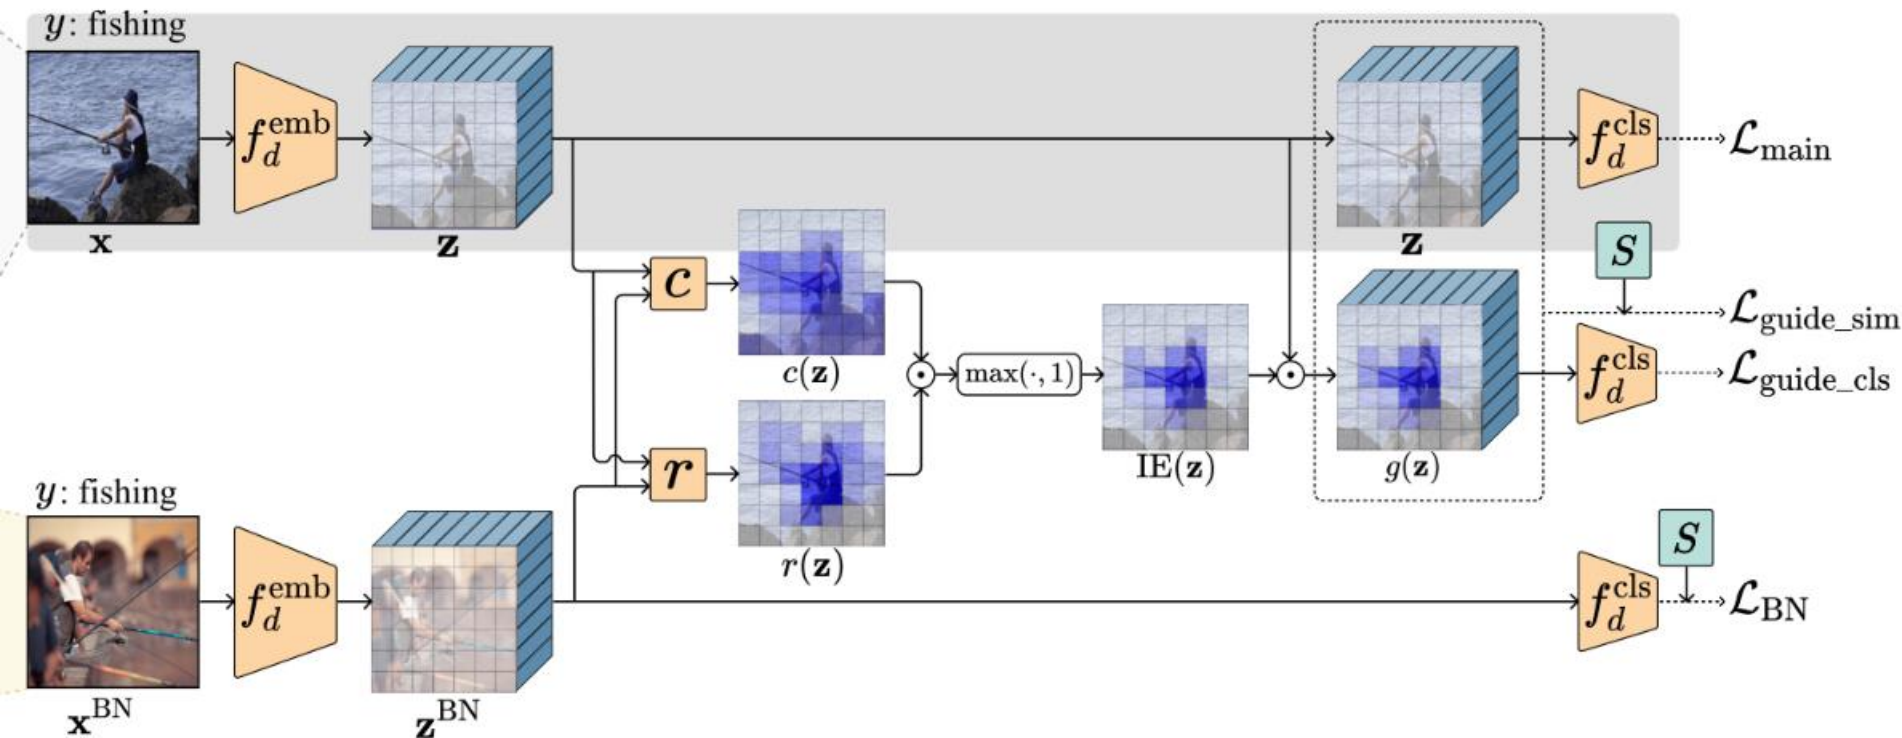 y: fishing
x
f_d^emb
z
z
f_d^cls
ℒ_main
S
c
c(z)
ℒ_guide_sim
⊙
max(·, 1)
IE(z)
⊙
g(z)
f_d^cls
ℒ_guide_cls
r
r(z)
y: fishing
x^BN
f_d^emb
z^BN
f_d^cls
S
ℒ_BN